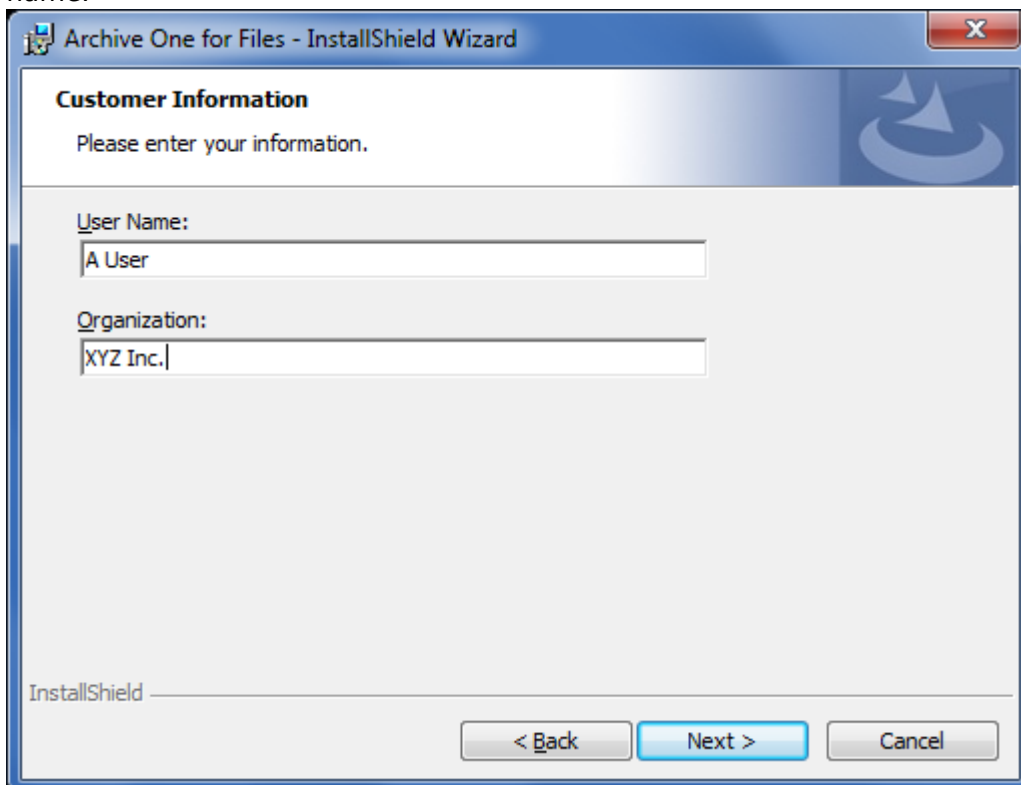 name.
Archive One for Files - InstallShield Wizard
Customer Information
Please enter your information.
User Name:
A User
Organization:
XYZ Inc.
InstallShield
< Back Next > Cancel